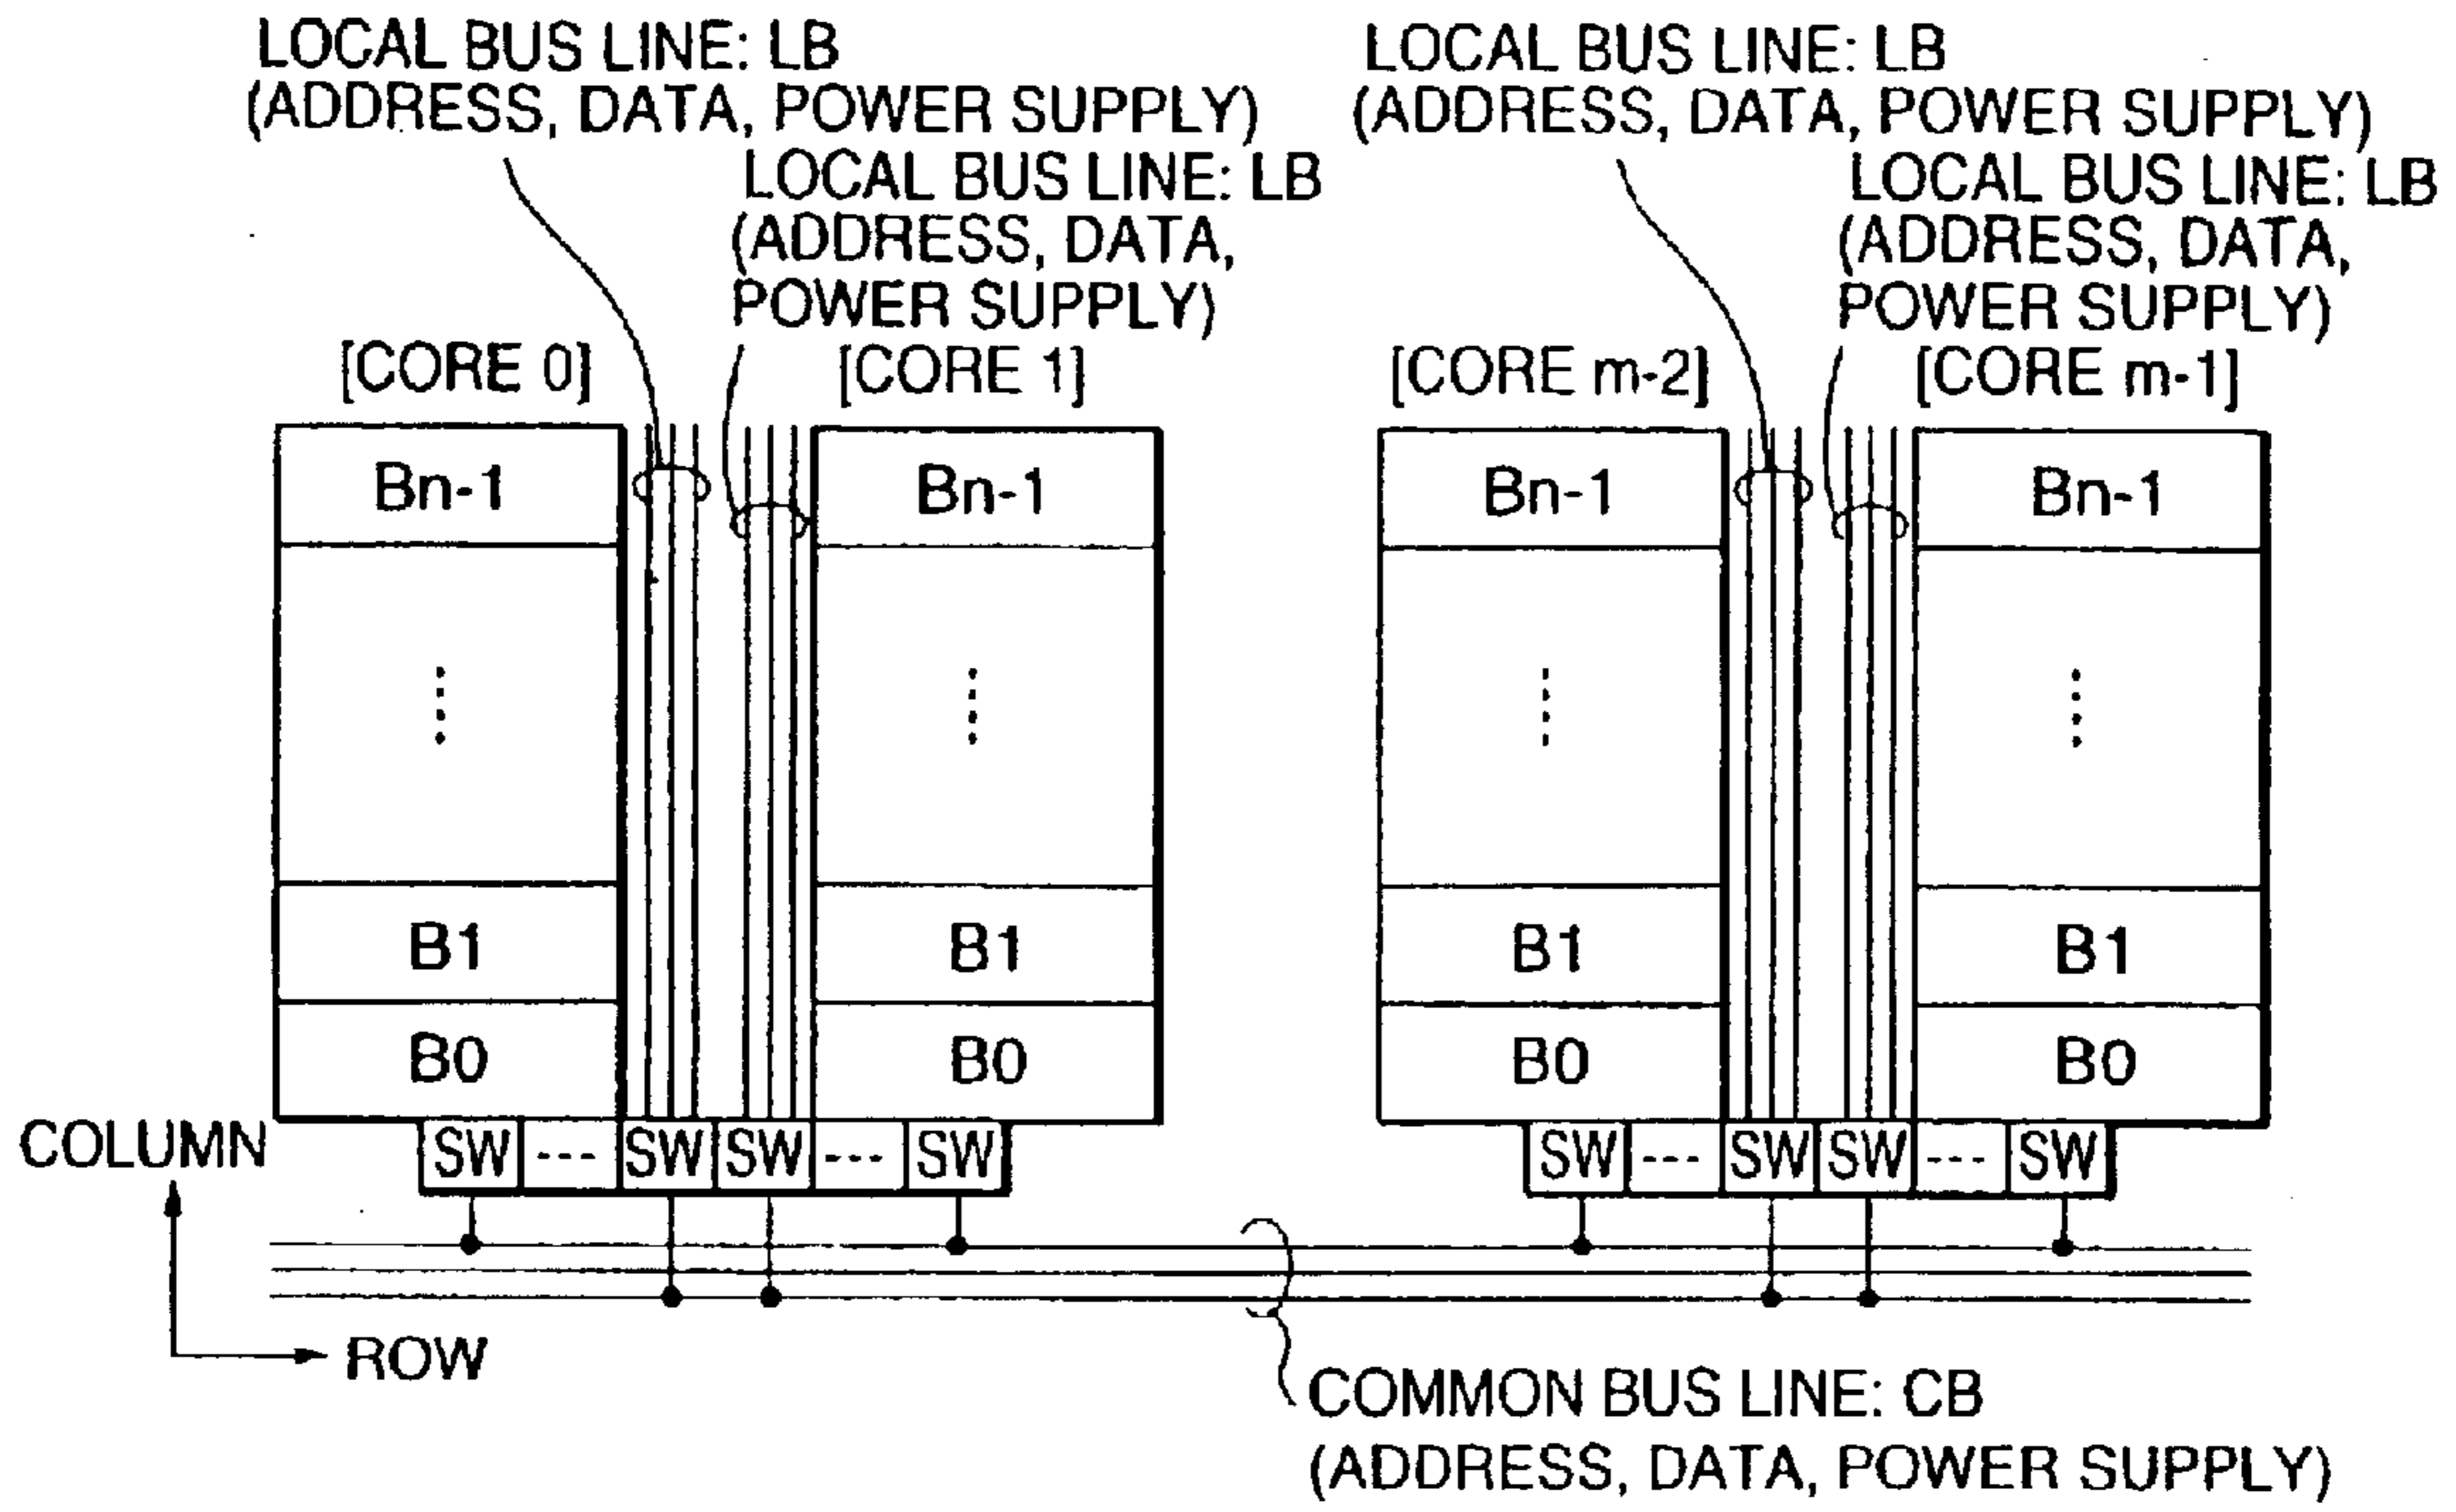 LOCAL BUS LINE: LB
(ADDRESS, DATA, POWER SUPPLY)
LOCAL BUS LINE: LB
(ADDRESS, DATA,
POWER SUPPLY)
LOCAL BUS LINE: LB
(ADDRESS, DATA, POWER SUPPLY)
LOCAL BUS LINE: LB
(ADDRESS, DATA,
POWER SUPPLY)
[CORE 0]
[CORE 1]
[CORE m-2]
[CORE m-1]
Bn-1
Bn-1
Bn-1
Bn-1
B1
B1
B1
B1
B0
B0
B0
B0
SW --- SW SW --- SW
SW --- SW SW --- SW
COLUMN
ROW
COMMON BUS LINE: CB
(ADDRESS, DATA, POWER SUPPLY)